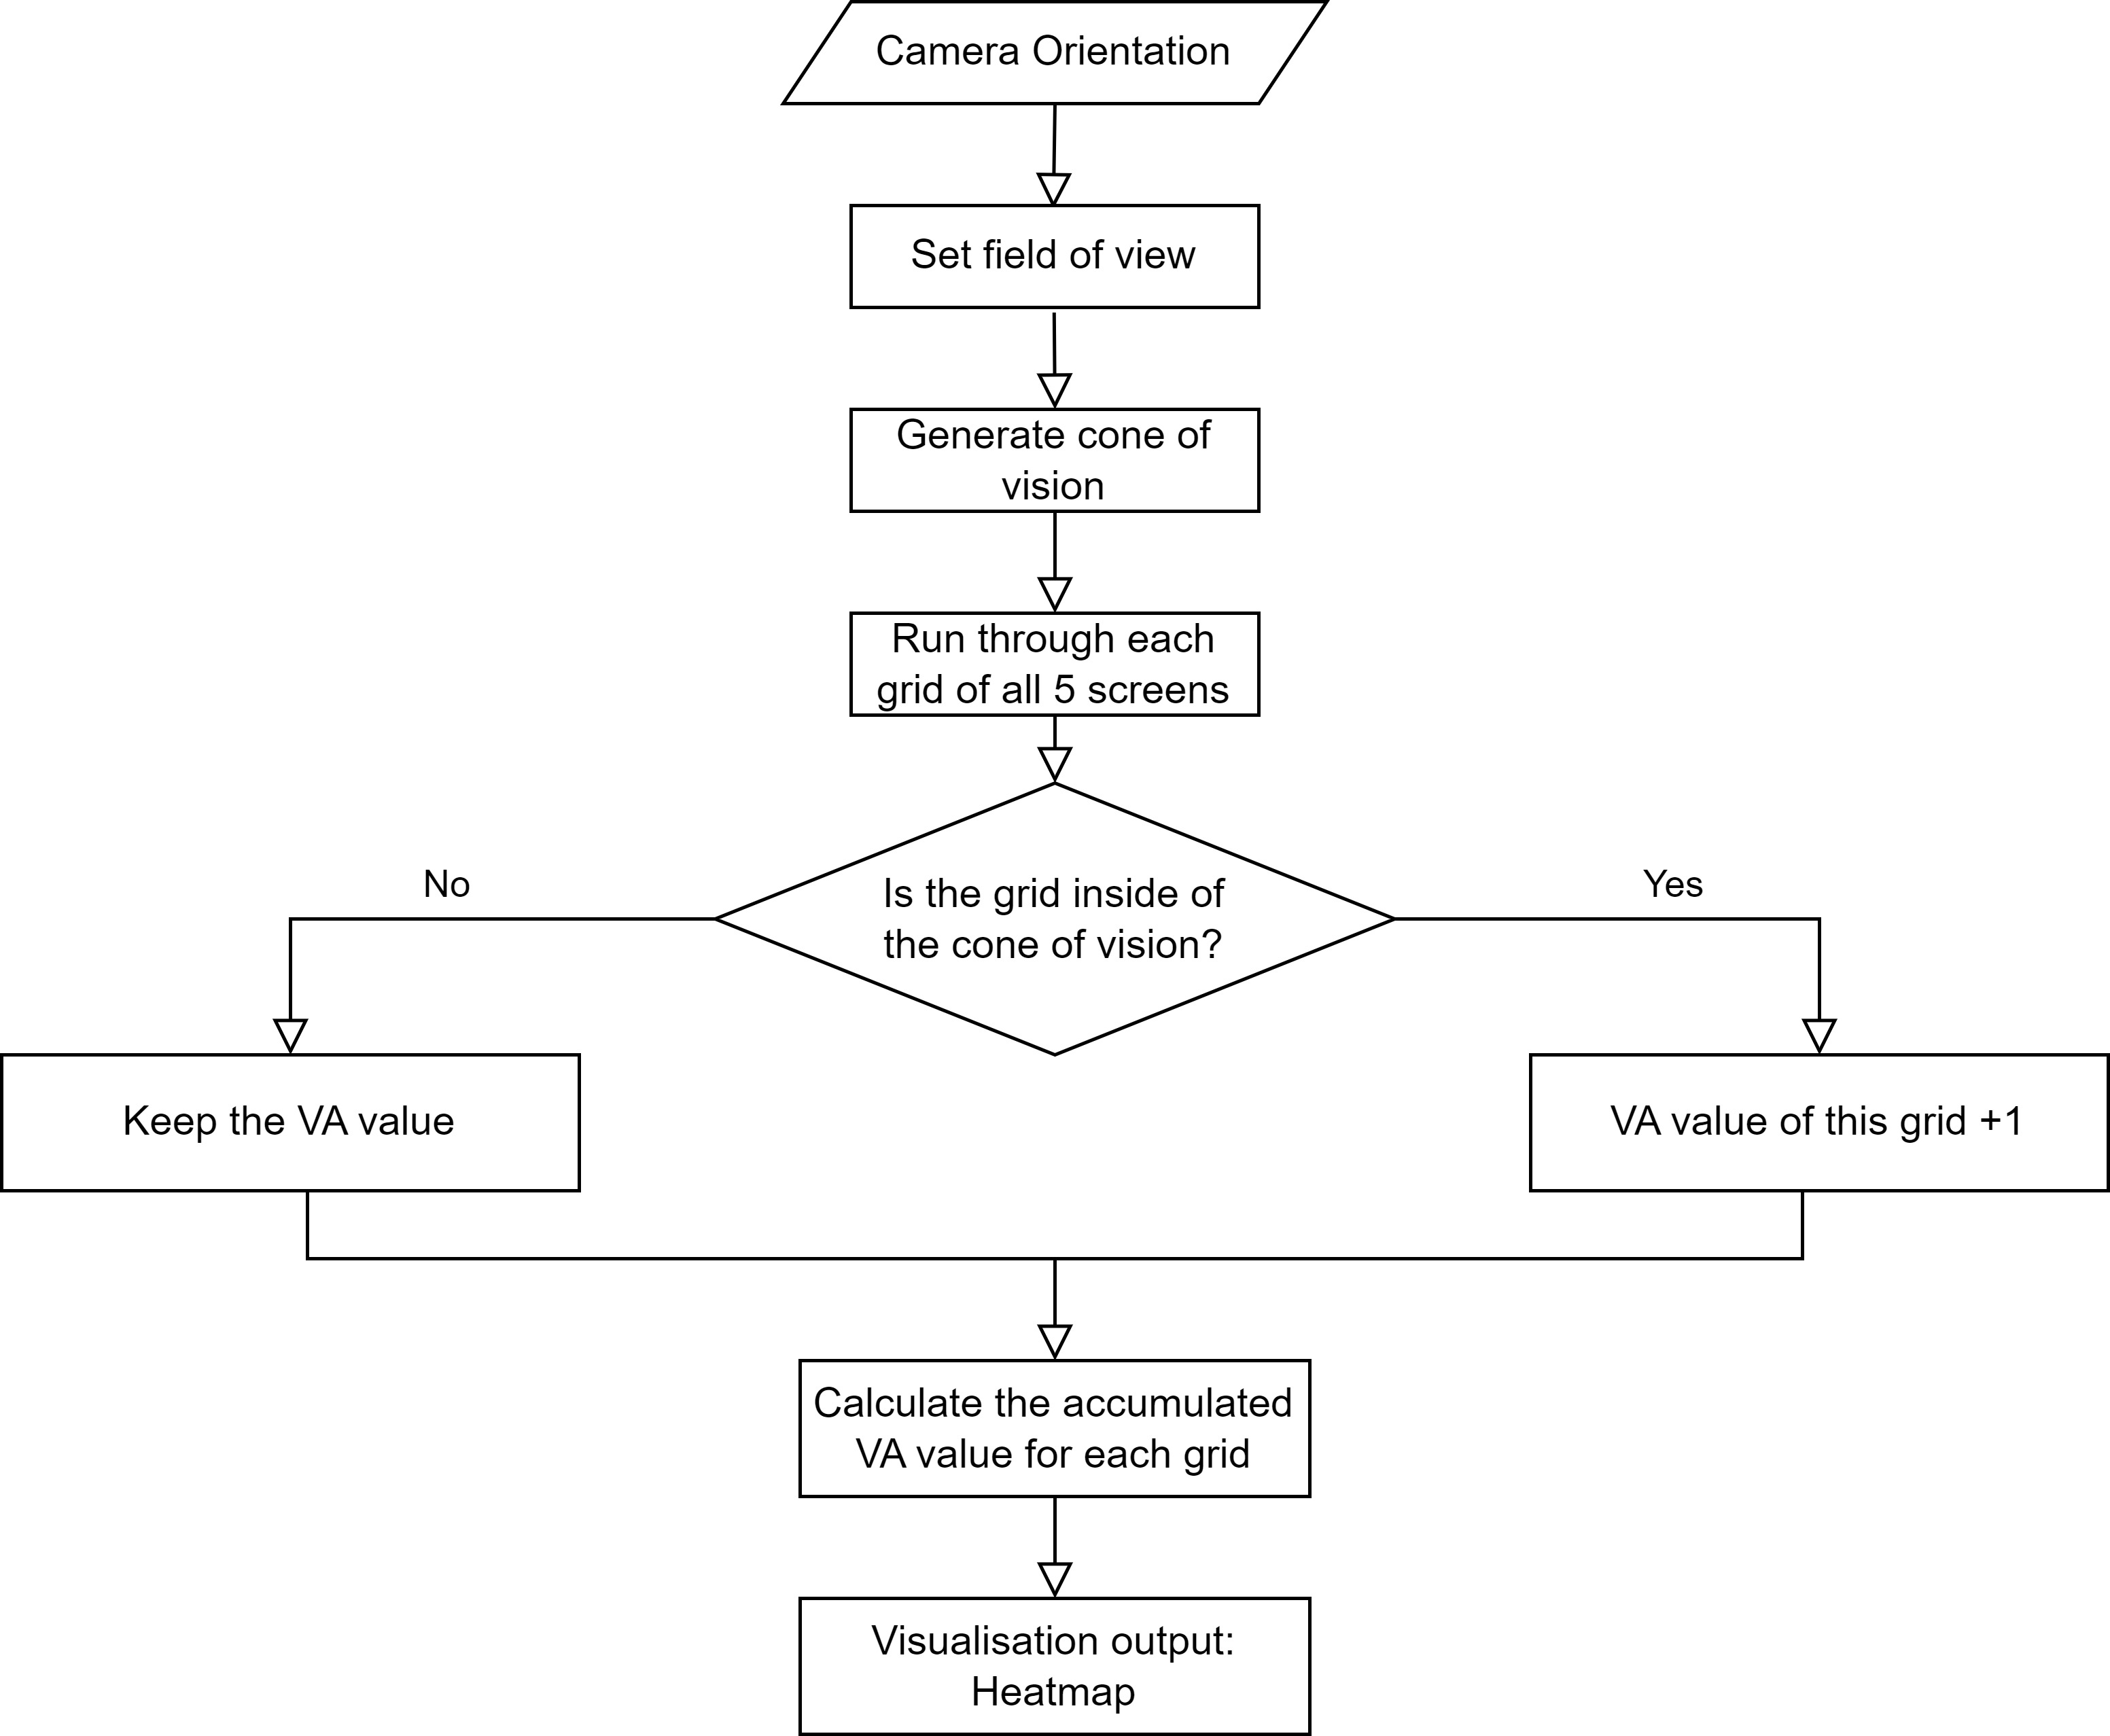 Camera Orientation
Set field of view
Generate cone of
vision
Run through each
grid of all 5 screens
Is the grid inside of
the cone of vision?
No
Yes
Keep the VA value
VA value of this grid +1
Calculate the accumulated
VA value for each grid
Visualisation output:
Heatmap